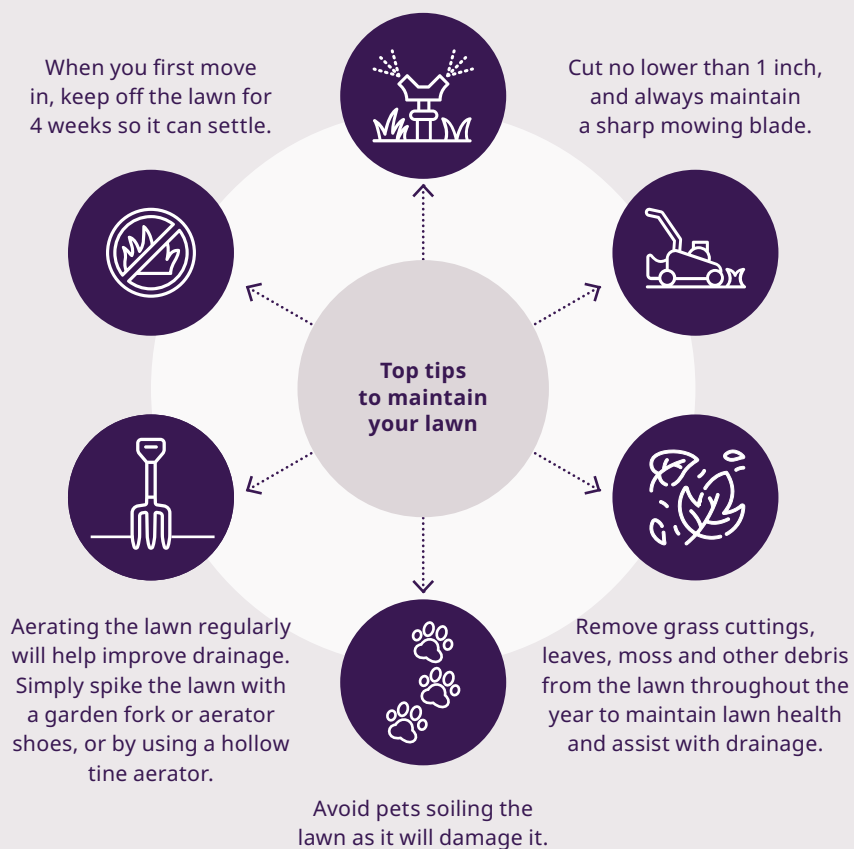 When you first move
in, keep off the lawn for
4 weeks so it can settle.
Cut no lower than 1 inch,
and always maintain
a sharp mowing blade.
Top tips
to maintain
your lawn
Aerating the lawn regularly
will help improve drainage.
Simply spike the lawn with
a garden fork or aerator
shoes, or by using a hollow
tine aerator.
Remove grass cuttings,
leaves, moss and other debris
from the lawn throughout the
year to maintain lawn health
and assist with drainage.
Avoid pets soiling the
lawn as it will damage it.